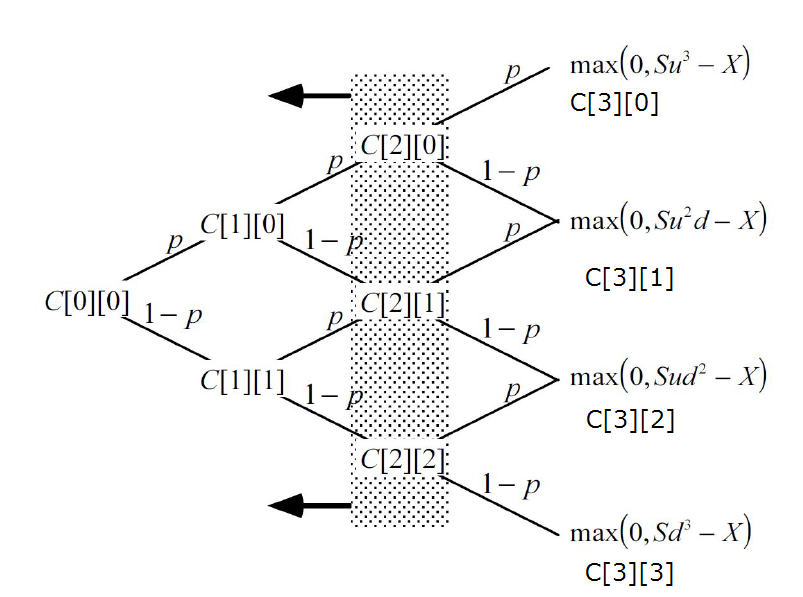 p
max(0, Su³ − X)
C[3][0]
C[2][0]
p
1 − p
C[1][0]
p
1 − p
p
max(0, Su²d − X)
C[3][1]
C[0][0]
1 − p
C[2][1]
p
1 − p
C[1][1]
1 − p
p
max(0, Sud² − X)
C[3][2]
C[2][2]
1 − p
max(0, Sd³ − X)
C[3][3]